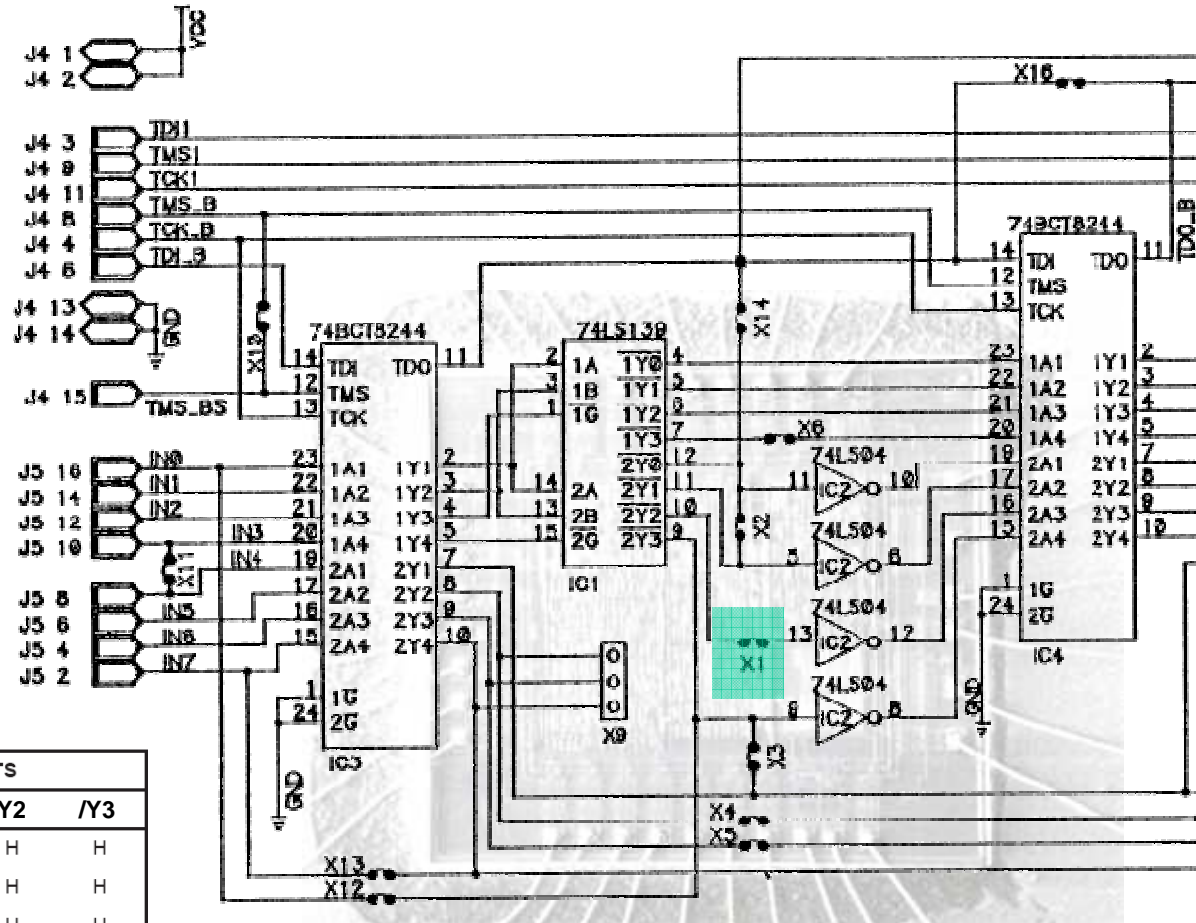 VCC
J4 1
J4 2
X16
J4 3 TDI1
J4 9 TMS1
J4 11 TCK1
J4 8 TMS_B
J4 4 TCK_B
J4 6 TDI_B
TDO_B
74BCT8244
14 TDI TDO 11
12 TMS
13 TCK
J4 13
J4 14
GND
X14
74BCT8244
14 TDI TDO 11
12 TMS
13 TCK
J4 15 TMS_BS
74LS139
2 1A 1Y0 4
3 1B 1Y1 5
1 1G 1Y2 6
1Y3 7
2Y0 12
14 2A 2Y1 11
13 2B 2Y2 10
15 2G 2Y3 9
IC1
23 1A1 1Y1 2
22 1A2 1Y2 3
21 1A3 1Y3 4
20 1A4 1Y4 5
19 2A1 2Y1 7
17 2A2 2Y2 8
16 2A3 2Y3 9
15 2A4 2Y4 10
1 1G
24 2G
IC4
X6
J5 16 IN0
J5 14 IN1
J5 12 IN2
J5 10 IN3
X11
IN4
J5 8
J5 6 IN5
J5 4 IN6
J5 2 IN7
23 1A1 1Y1 2
22 1A2 1Y2 3
21 1A3 1Y3 4
20 1A4 1Y4 5
19 2A1 2Y1 7
17 2A2 2Y2 8
16 2A3 2Y3 9
15 2A4 2Y4 10
1 1G
24 2G
IC3
GND
X2
74LS04
11 IC2 10
74LS04
5 IC2 6
74LS04
13 IC2 12
74LS04
9 IC2 8
X1
GND
X9
X3
X4
X5
X13
X12
Y2 /Y3
H H
H H